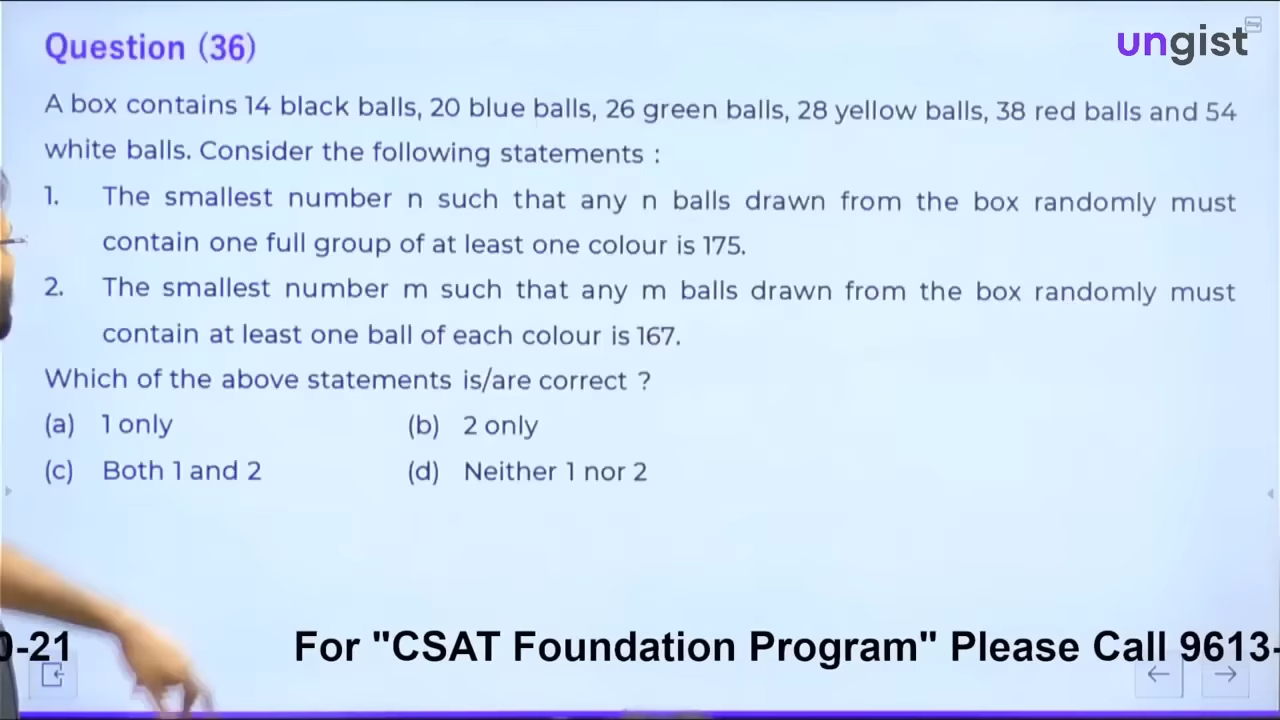 Question (36)
ungist
A box contains 14 black balls, 20 blue balls, 26 green balls, 28 yellow balls, 38 red balls and 54
white balls. Consider the following statements :
1. The smallest number n such that any n balls drawn from the box randomly must
contain one full group of at least one colour is 175.
2. The smallest number m such that any m balls drawn from the box randomly must
contain at least one ball of each colour is 167.
Which of the above statements is/are correct ?
(a) 1 only (b) 2 only
(c) Both 1 and 2 (d) Neither 1 nor 2
0-21 For "CSAT Foundation Program" Please Call 9613-